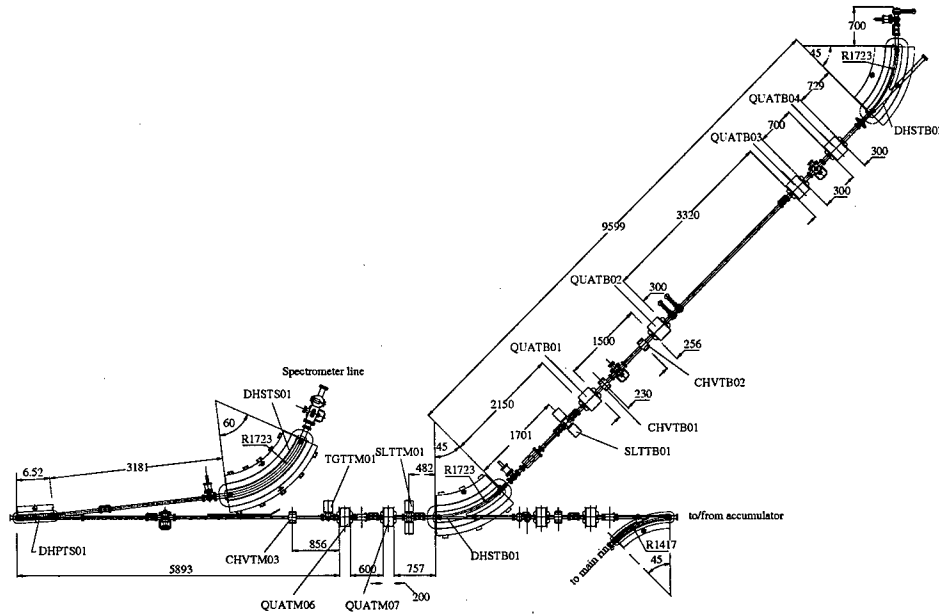 700
45
R1723
729
QUATB04
DHSTB02
700
QUATB03
300
300
3320
9599
QUATB02
300
1500
256
QUATB01
CHVTB02
Spectrometer line
2150
230
DHSTS01
CHVTB01
60
1701
SLTTB01
R1723
TGTTM01
SLTTM01
45
3181
482
R1723
6.52
to/from accumulator
DHPTS01
DHSTB01
R1417
856
CHVTM03
to main ring
45
5893
600
757
200
QUATM06
QUATM07